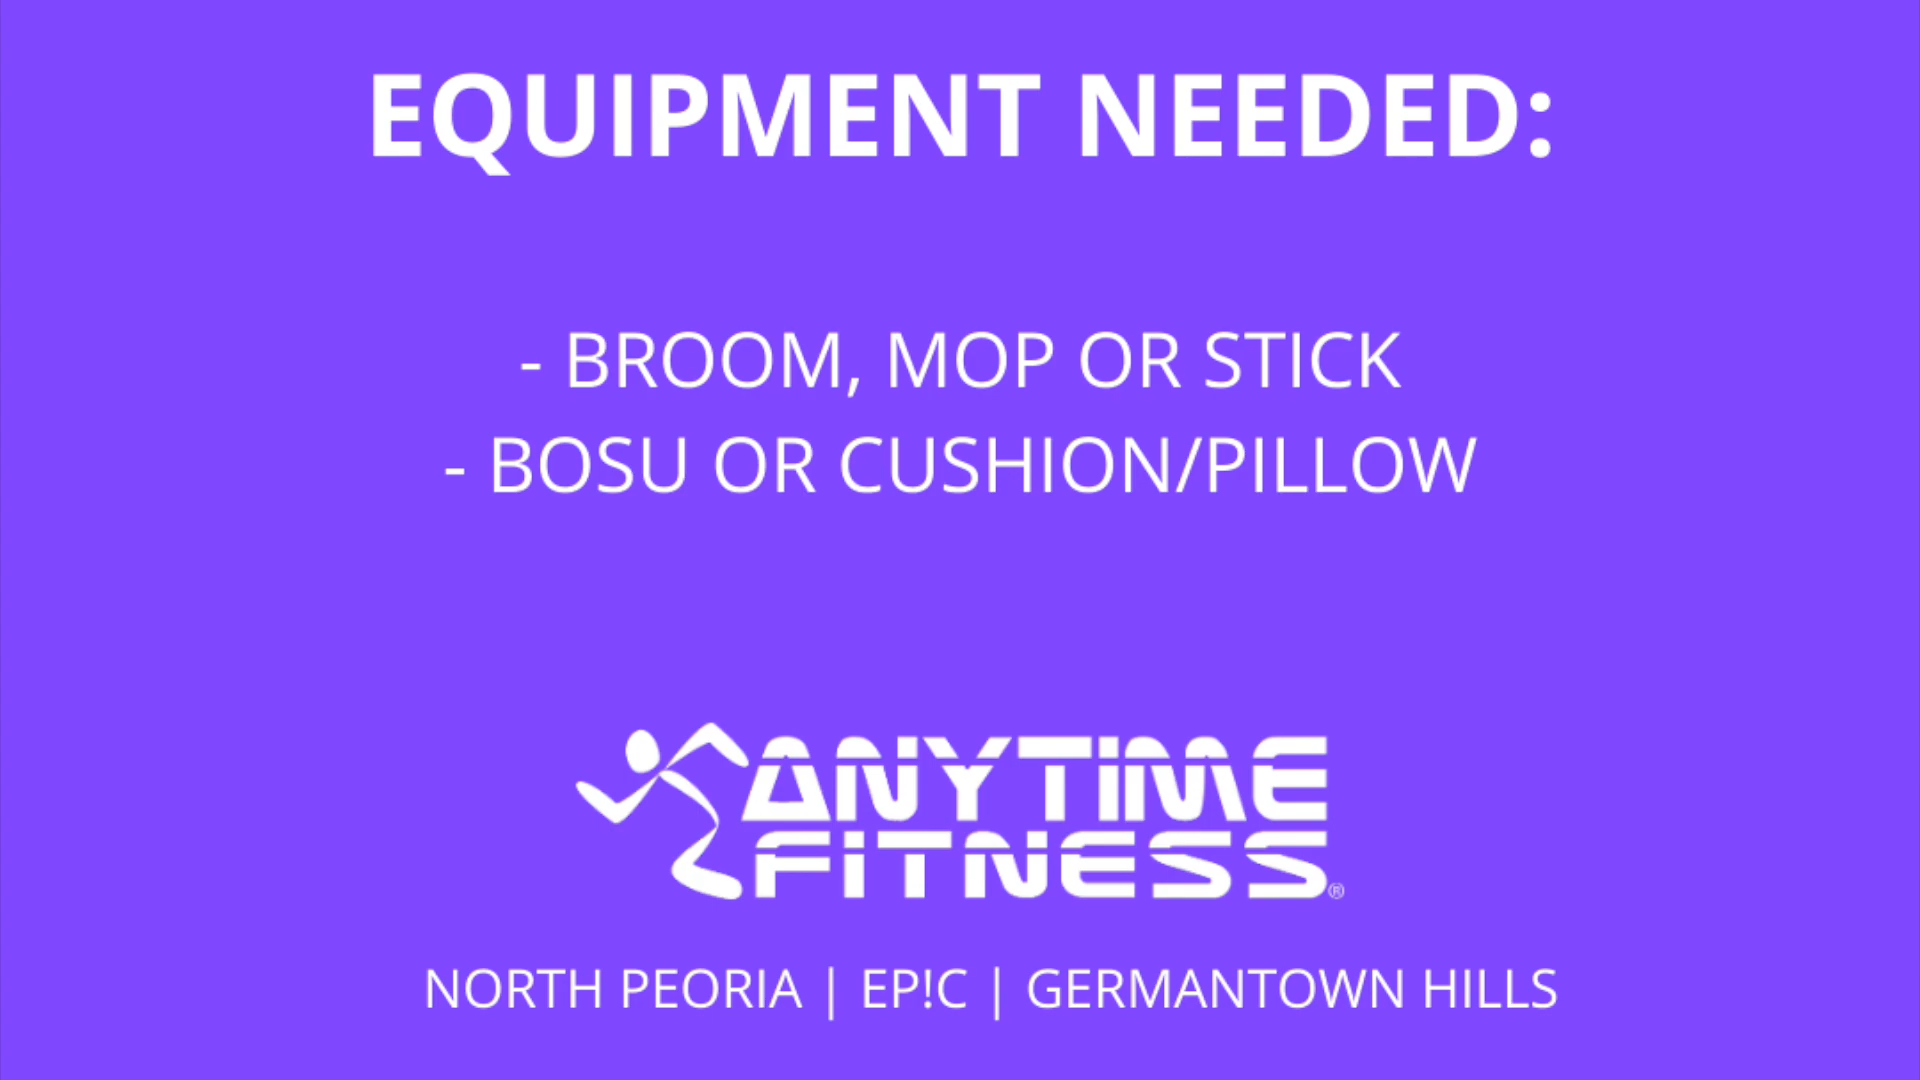 EQUIPMENT NEEDED:
- BROOM, MOP OR STICK
- BOSU OR CUSHION/PILLOW
ANYTIME
FITNESS®
NORTH PEORIA | EP!C | GERMANTOWN HILLS